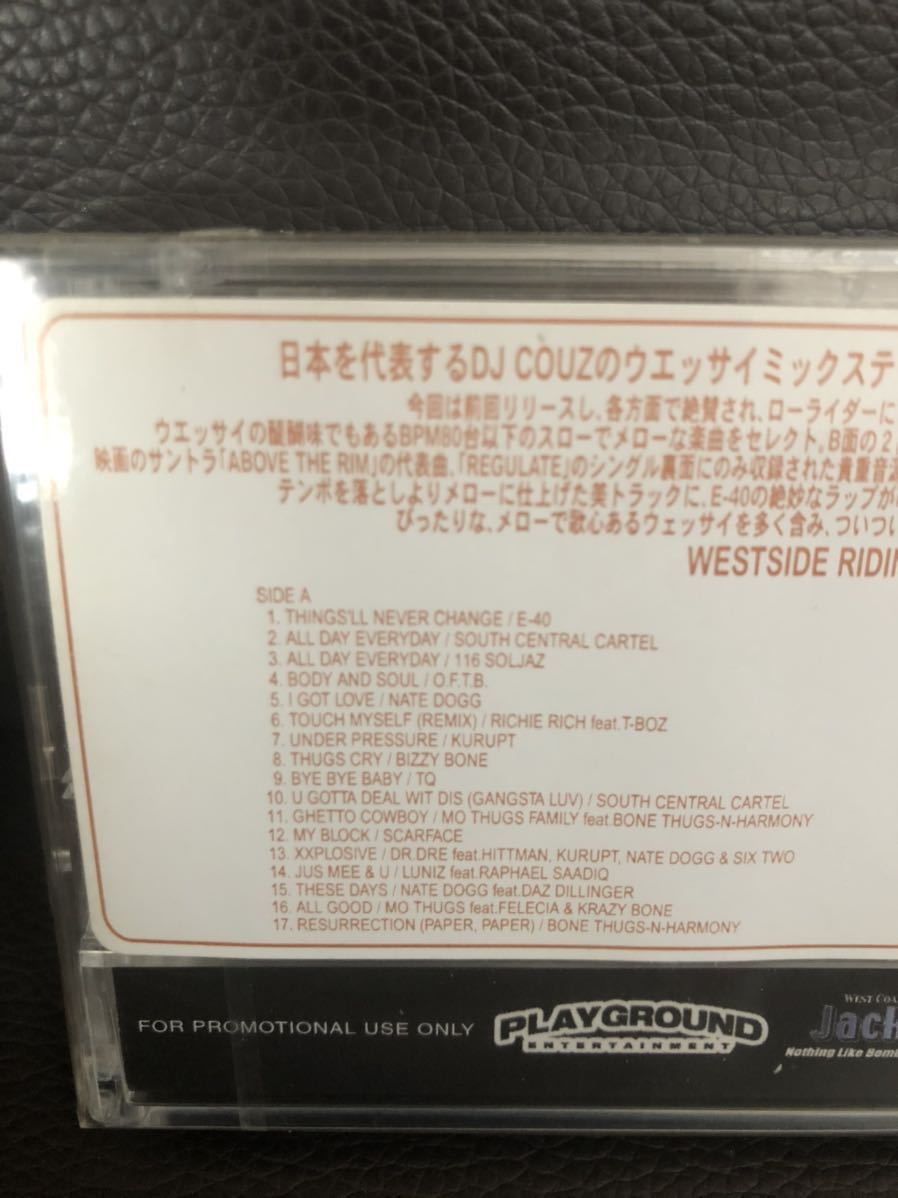 日本を代表するDJ COUZのウエッサイミックステ
今回は前回リリースし、各方面で絶賛され、ローライダーに
ウエッサイの醍醐味でもあるBPM80台以下のスローでメローな楽曲をセレクト。B面の2
映画のサントラ「ABOVE THE RIM」の代表曲、「REGULATE」のシングル裏面にのみ収録された貴重音源
テンポを落としよりメローに仕上げた美トラックに、E-40の絶妙なラップが
ぴったりな、メローで歌心あるウェッサイを多く含み、ついつい
WESTSIDE RIDIN
SIDE A
1. THINGS'LL NEVER CHANGE / E-40
2. ALL DAY EVERYDAY / SOUTH CENTRAL CARTEL
3. ALL DAY EVERYDAY / 116 SOLJAZ
4. BODY AND SOUL / O.F.T.B.
5. I GOT LOVE / NATE DOGG
6. TOUCH MYSELF (REMIX) / RICHIE RICH feat.T-BOZ
7. UNDER PRESSURE / KURUPT
8. THUGS CRY / BIZZY BONE
9. BYE BYE BABY / TQ
10. U GOTTA DEAL WIT DIS (GANGSTA LUV) / SOUTH CENTRAL CARTEL
11. GHETTO COWBOY / MO THUGS FAMILY feat.BONE THUGS-N-HARMONY
12. MY BLOCK / SCARFACE
13. XXPLOSIVE / DR.DRE feat.HITTMAN, KURUPT, NATE DOGG & SIX TWO
14. JUS MEE & U / LUNIZ feat.RAPHAEL SAADIQ
15. THESE DAYS / NATE DOGG feat.DAZ DILLINGER
16. ALL GOOD / MO THUGS feat.FELECIA & KRAZY BONE
17. RESURRECTION (PAPER, PAPER) / BONE THUGS-N-HARMONY
FOR PROMOTIONAL USE ONLY
PLAYGROUND
ENTERTAINMENT
WEST COA
Jack
Nothing Like Bom